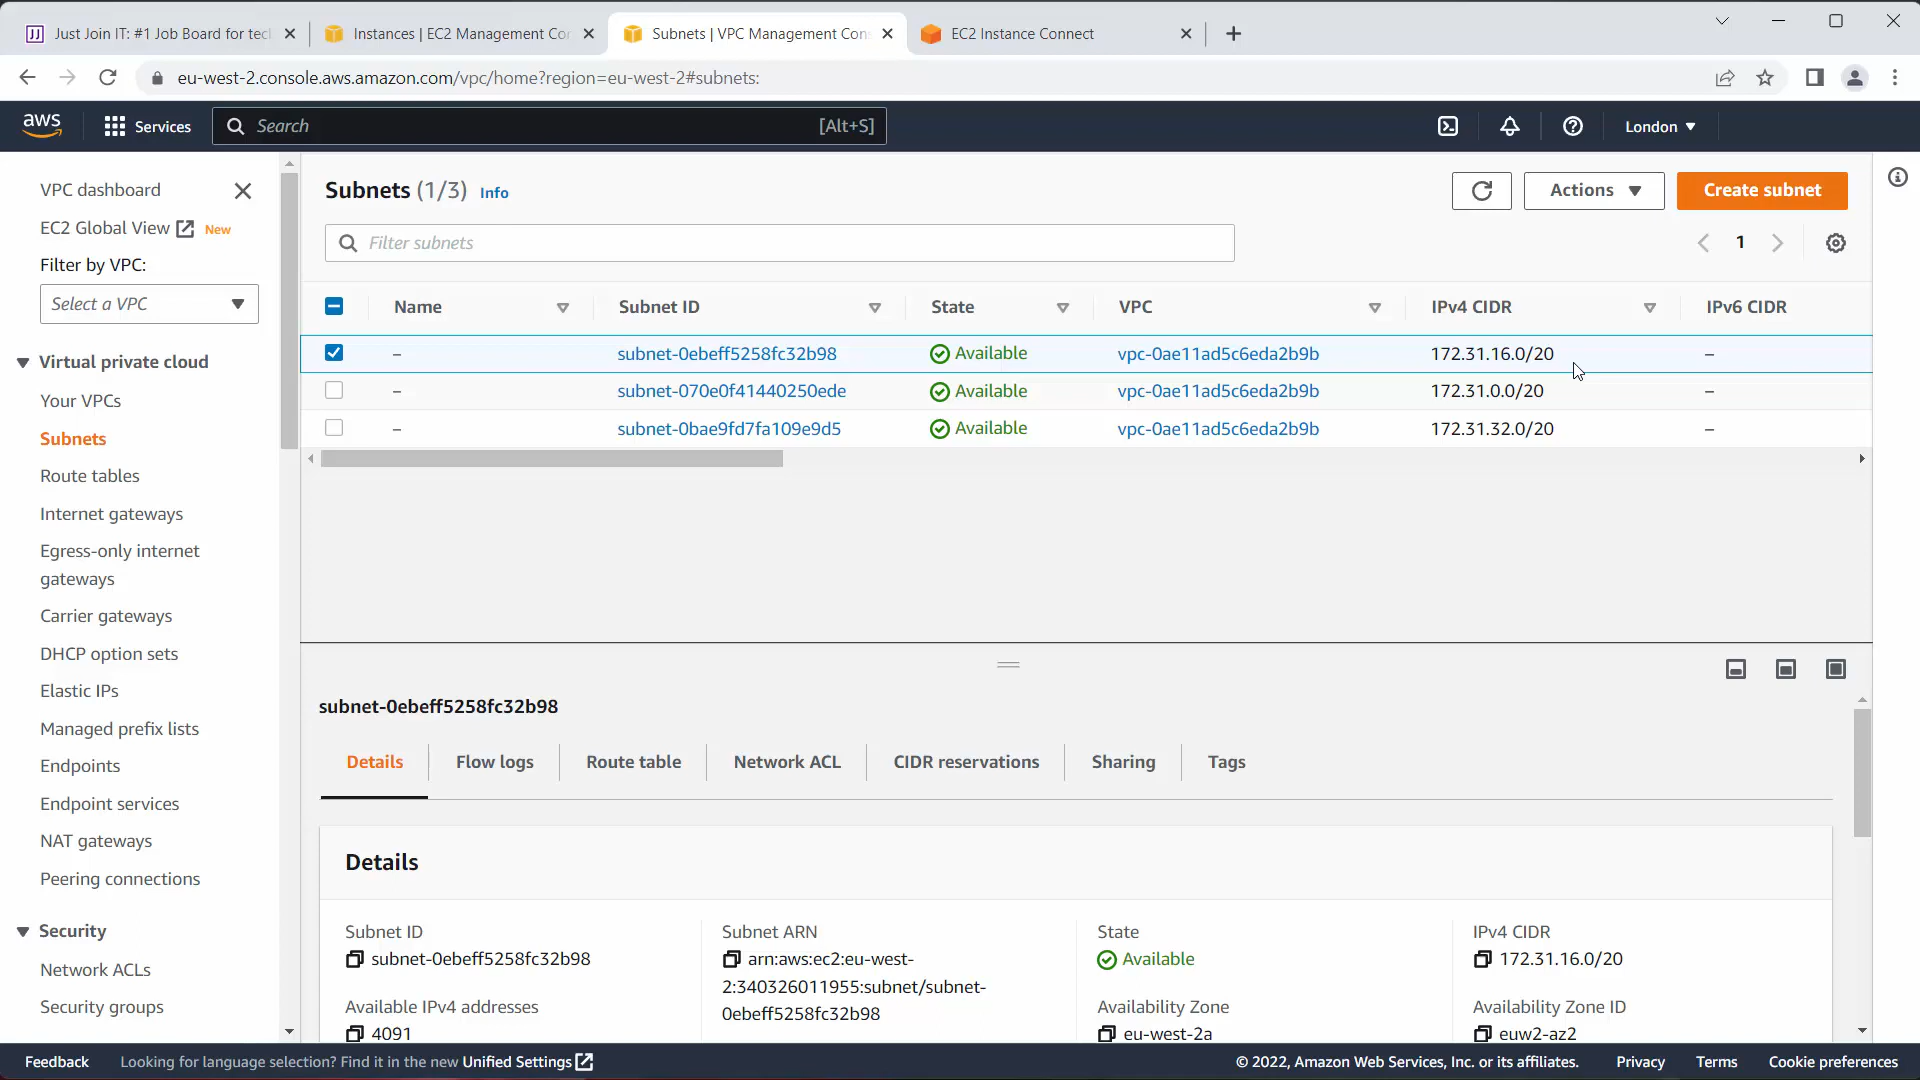 Just Join IT: #1 Job Board for tec
Instances | EC2 Management Con
Subnets | VPC Management Cons
EC2 Instance Connect
eu-west-2.console.aws.amazon.com/vpc/home?region=eu-west-2#subnets:
aws
Services
Search
[Alt+S]
London
VPC dashboard
EC2 Global View
New
Filter by VPC:
Select a VPC
Virtual private cloud
Your VPCs
Subnets
Route tables
Internet gateways
Egress-only internet
gateways
Carrier gateways
DHCP option sets
Elastic IPs
Managed prefix lists
Endpoints
Endpoint services
NAT gateways
Peering connections
Security
Network ACLs
Security groups
Subnets (1/3) Info
Actions
Create subnet
Filter subnets
1
Name Subnet ID State VPC IPv4 CIDR IPv6 CIDR
– subnet-0ebeff5258fc32b98 Available vpc-0ae11ad5c6eda2b9b 172.31.16.0/20 –
– subnet-070e0f41440250ede Available vpc-0ae11ad5c6eda2b9b 172.31.0.0/20 –
– subnet-0bae9fd7fa109e9d5 Available vpc-0ae11ad5c6eda2b9b 172.31.32.0/20 –
subnet-0ebeff5258fc32b98
Details Flow logs Route table Network ACL CIDR reservations Sharing Tags
Details
Subnet ID
subnet-0ebeff5258fc32b98
Available IPv4 addresses
4091
Subnet ARN
arn:aws:ec2:eu-west-
2:340326011955:subnet/subnet-
0ebeff5258fc32b98
State
Available
Availability Zone
eu-west-2a
IPv4 CIDR
172.31.16.0/20
Availability Zone ID
euw2-az2
Feedback
Looking for language selection? Find it in the new Unified Settings
© 2022, Amazon Web Services, Inc. or its affiliates.
Privacy
Terms
Cookie preferences